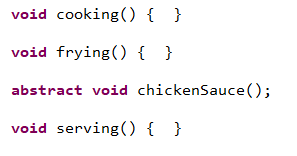 void cooking() {  }
void frying() {  }
abstract void chickenSauce();
void serving() {  }